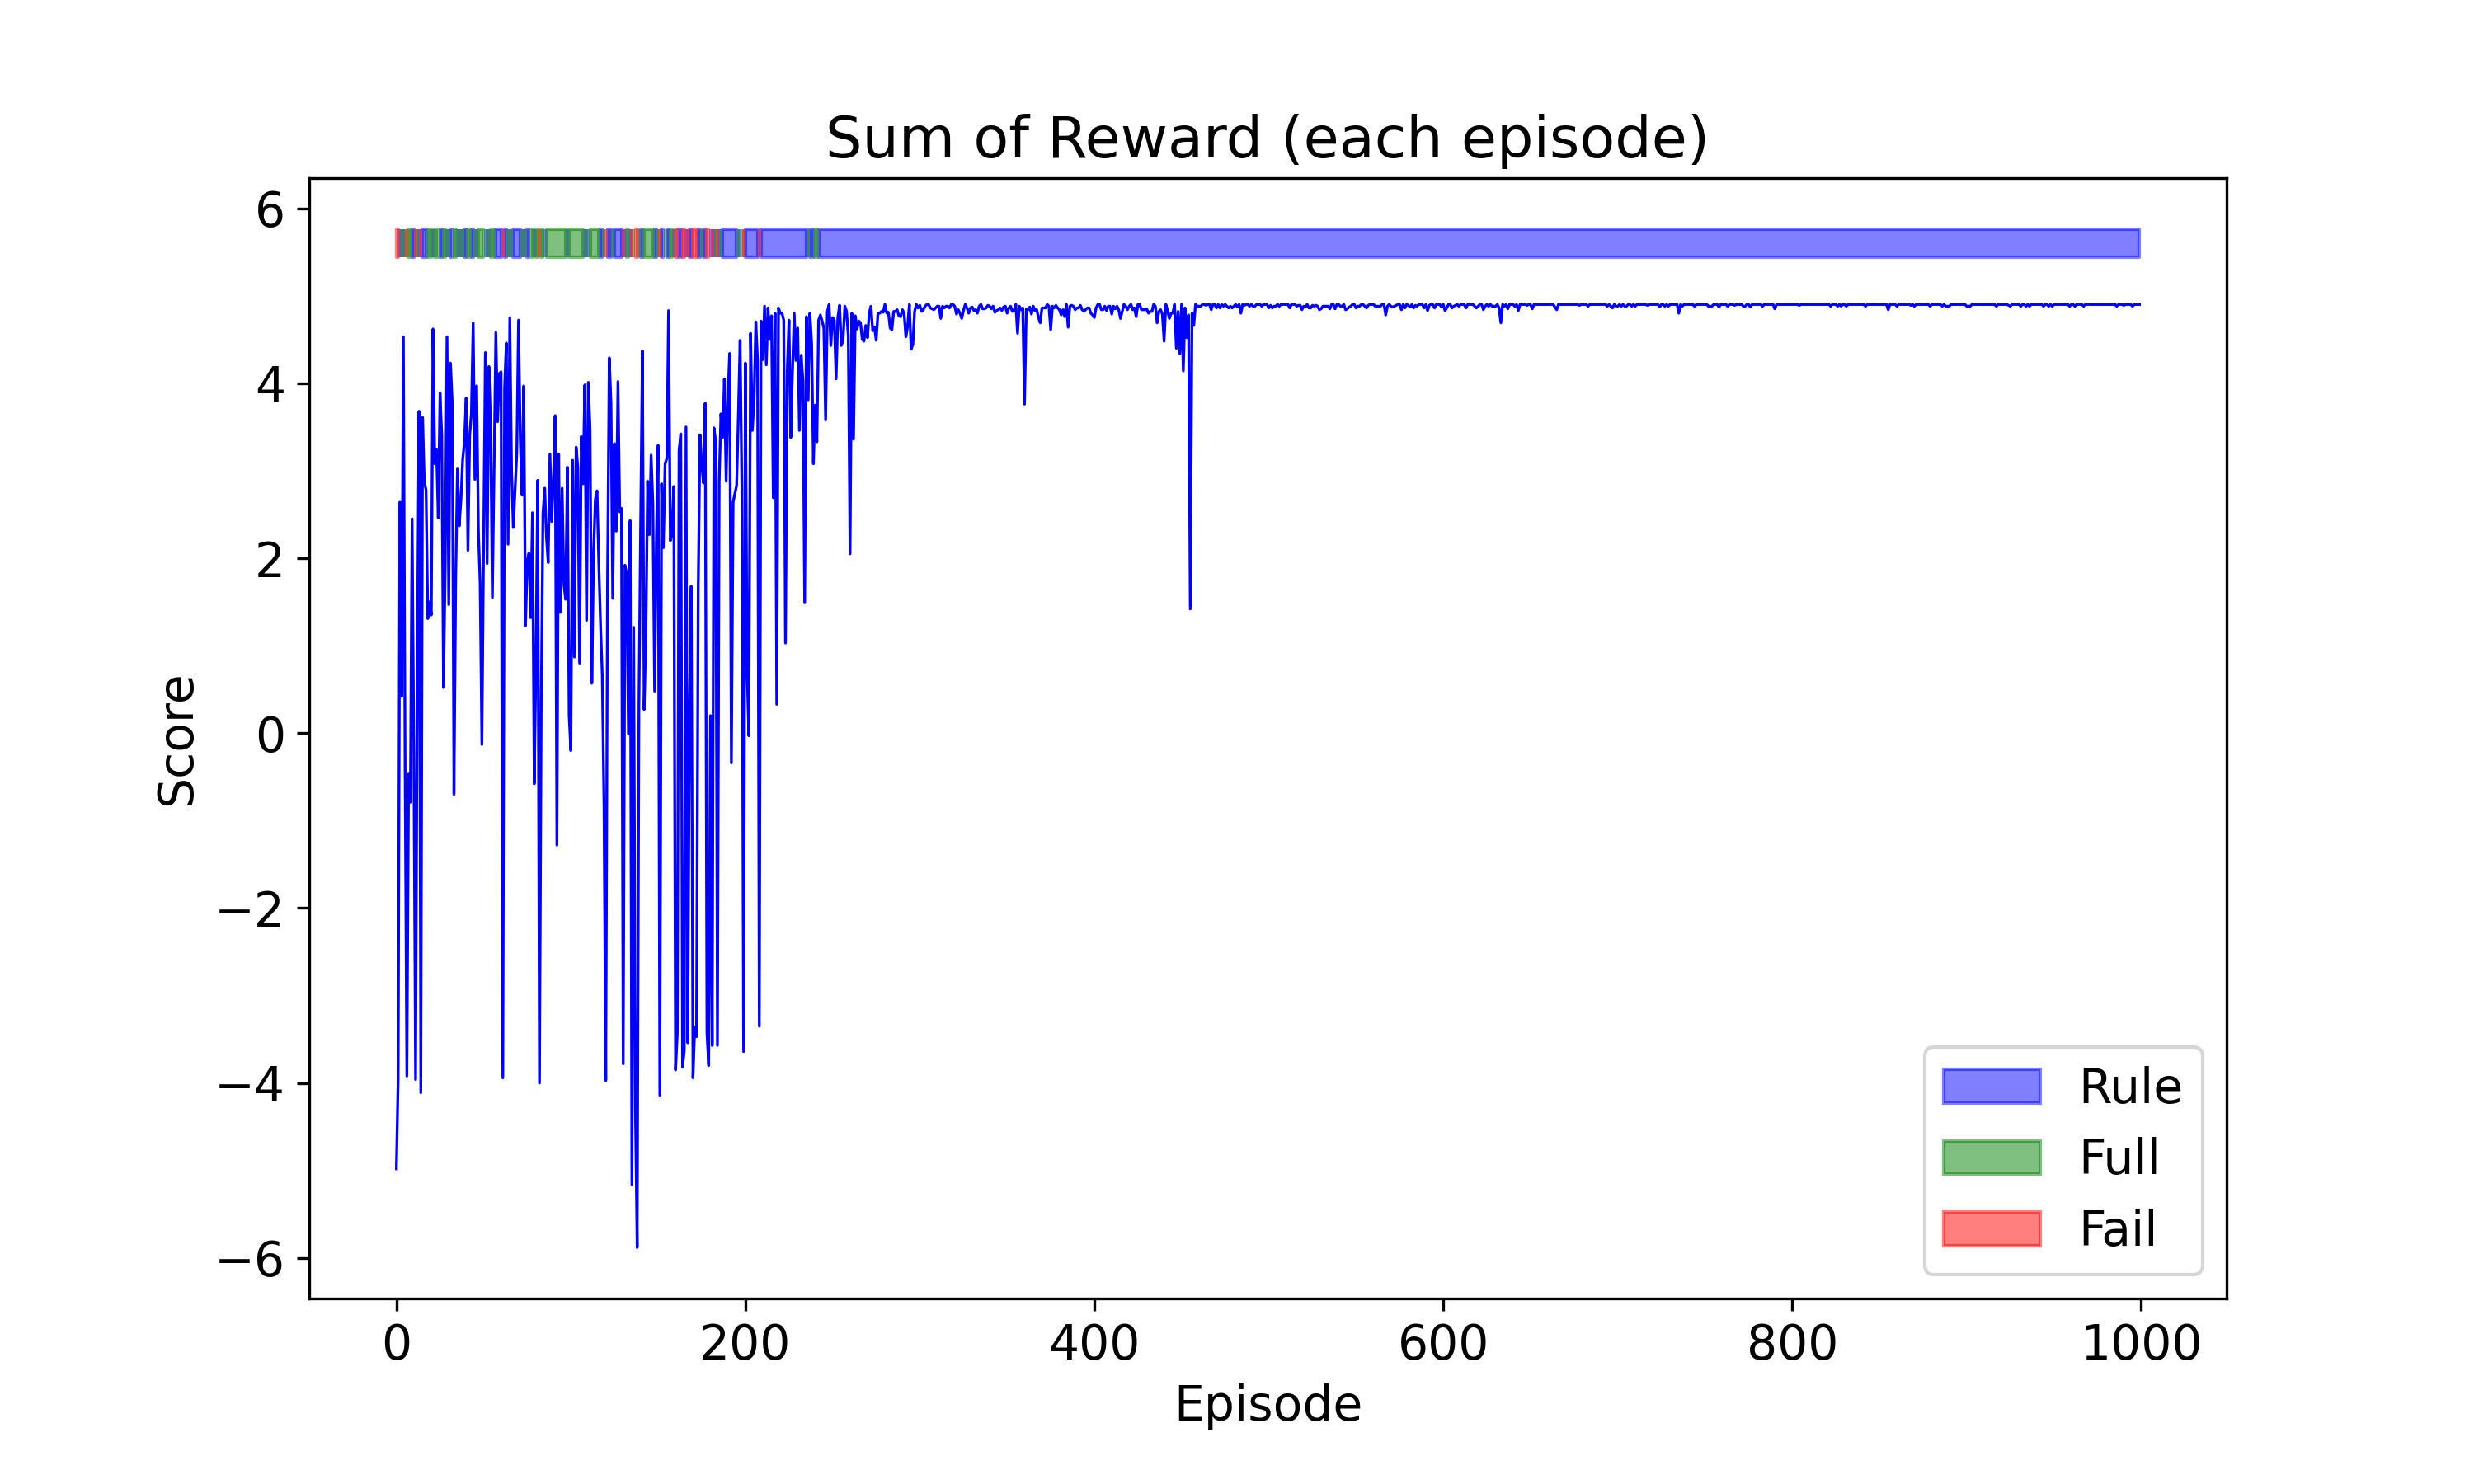 Sum of Reward (each episode)
6
4
2
0
−2
−4
−6
Score
0 200 400 600 800 1000
Episode
Rule
Full
Fail